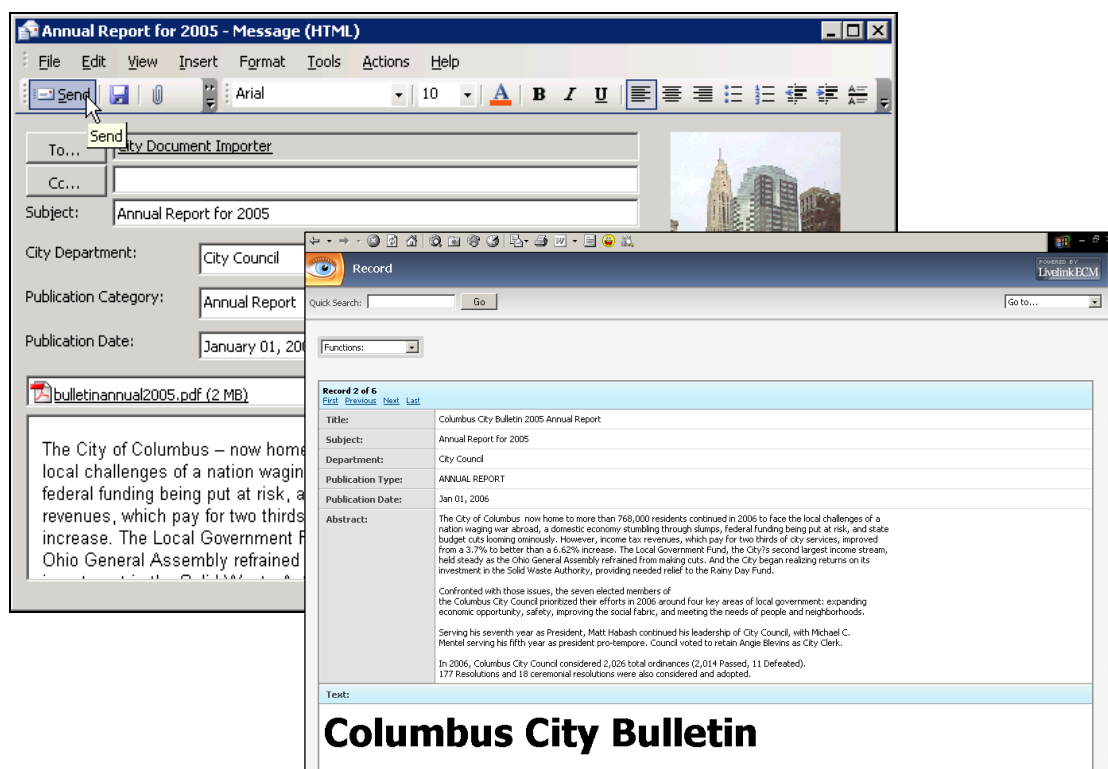 Annual Report for 2005 - Message (HTML)
File Edit View Insert Format Tools Actions Help
Send Arial 10 A B I U
Send
To... City Document Importer
Cc...
Subject: Annual Report for 2005
City Department: City Council
Publication Category: Annual Report
Publication Date: January 01, 200
bulletinannual2005.pdf (2 MB)
The City of Columbus – now home
local challenges of a nation wagin
federal funding being put at risk, a
revenues, which pay for two thirds
increase. The Local Government F
Ohio General Assembly refrained
Record
POWERED BY
Livelink ECM
Quick Search: Go Go to...
Functions:
Record 2 of 6
First Previous Next Last
Title: Columbus City Bulletin 2005 Annual Report
Subject: Annual Report for 2005
Department: City Council
Publication Type: ANNUAL REPORT
Publication Date: Jan 01, 2006
Abstract: The City of Columbus now home to more than 768,000 residents continued in 2006 to face the local challenges of a
nation waging war abroad, a domestic economy stumbling through slumps, federal funding being put at risk, and state
budget cuts looming ominously. However, income tax revenues, which pay for two thirds of city services, improved
from a 3.7% to better than a 6.62% increase. The Local Government Fund, the City?s second largest income stream,
held steady as the Ohio General Assembly refrained from making cuts. And the City began realizing returns on its
investment in the Solid Waste Authority, providing needed relief to the Rainy Day Fund.
Confronted with those issues, the seven elected members of
the Columbus City Council prioritized their efforts in 2006 around four key areas of local government: expanding
economic opportunity, safety, improving the social fabric, and meeting the needs of people and neighborhoods.
Serving his seventh year as President, Matt Habash continued his leadership of City Council, with Michael C.
Mentel serving his fifth year as president pro-tempore. Council voted to retain Angie Blevins as City Clerk.
In 2006, Columbus City Council considered 2,026 total ordinances (2,014 Passed, 11 Defeated).
177 Resolutions and 18 ceremonial resolutions were also considered and adopted.
Text:
Columbus City Bulletin